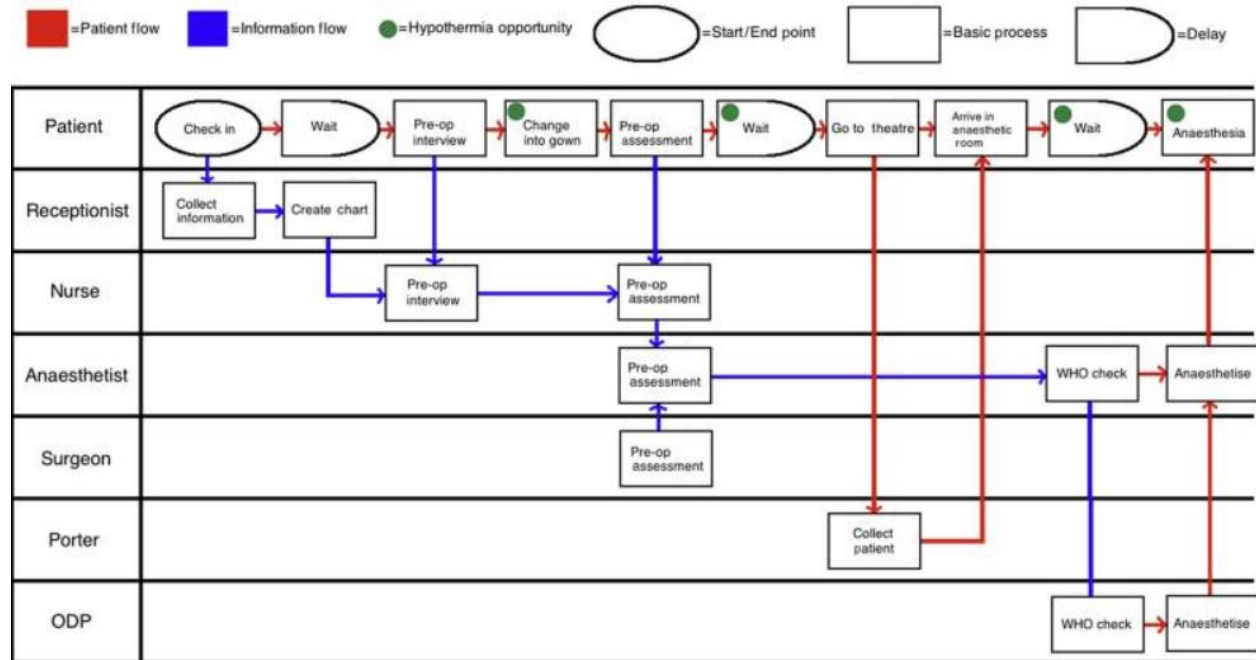 =Patient flow
=Information flow
=Hypothermia opportunity
=Start/End point
=Basic process
=Delay
Patient
Check in
Wait
Pre-op
interview
Change
into gown
Pre-op
assessment
Wait
Go to theatre
Arrive in
anaesthetic
room
Wait
Anaesthesia
Receptionist
Collect
information
Create chart
Nurse
Pre-op
interview
Pre-op
assessment
Anaesthetist
Pre-op
assessment
WHO check
Anaesthetise
Surgeon
Pre-op
assessment
Porter
Collect
patient
ODP
WHO check
Anaesthetise